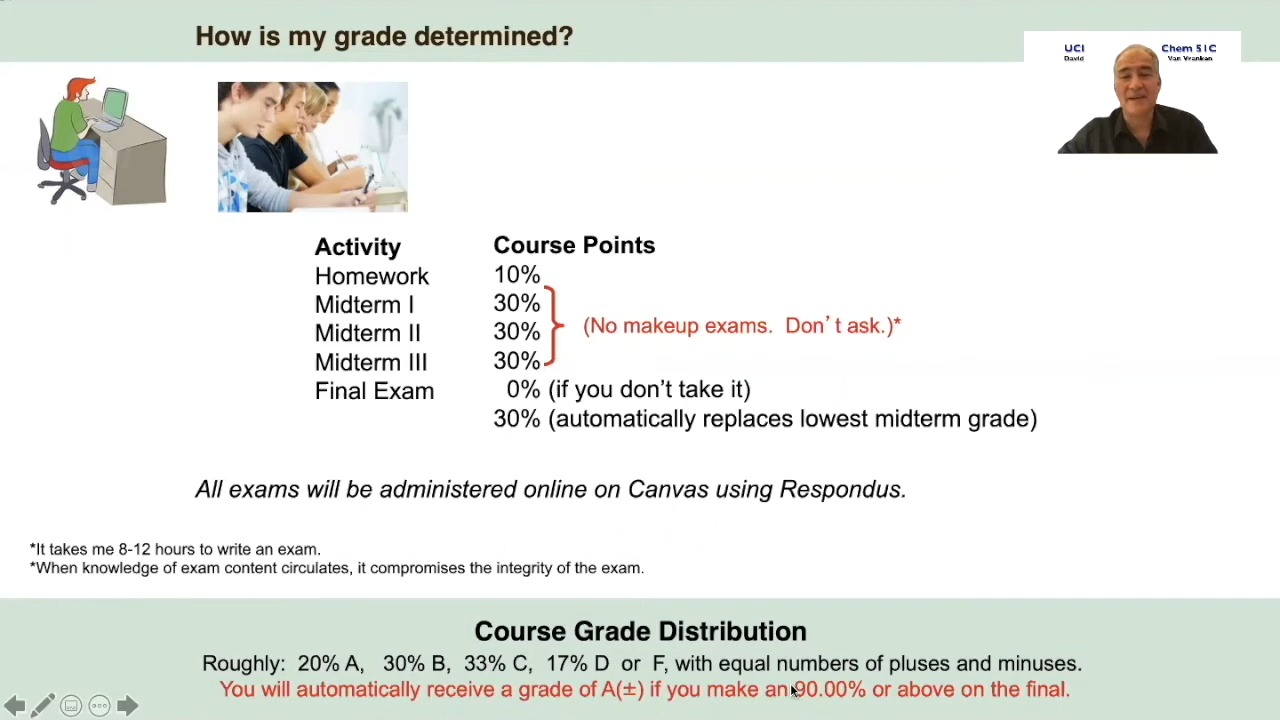 How is my grade determined?
UCI
David
Chem 51C
Van Vranken
Activity Course Points
Homework 10%
Midterm I 30%
Midterm II 30%
Midterm III 30%
(No makeup exams. Don't ask.)*
Final Exam 0% (if you don't take it)
30% (automatically replaces lowest midterm grade)
All exams will be administered online on Canvas using Respondus.
*It takes me 8-12 hours to write an exam.
*When knowledge of exam content circulates, it compromises the integrity of the exam.
Course Grade Distribution
Roughly: 20% A, 30% B, 33% C, 17% D or F, with equal numbers of pluses and minuses.
You will automatically receive a grade of A(±) if you make an 90.00% or above on the final.